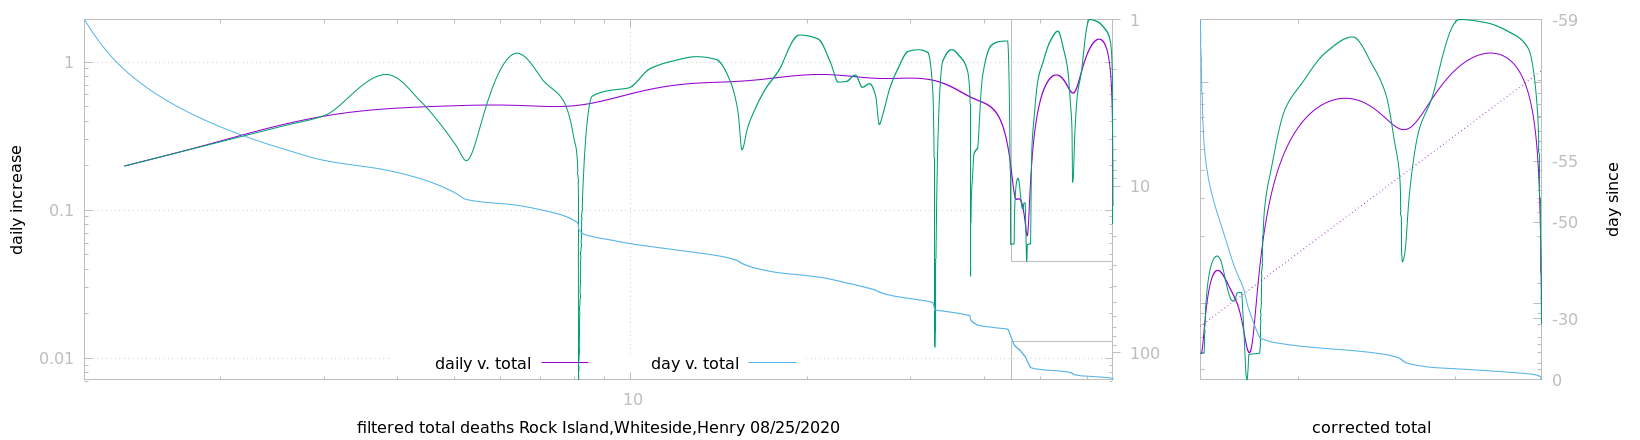 1
0.1
0.01
daily increase
daily v. total
day v. total
10
1
10
100
filtered total deaths Rock Island,Whiteside,Henry 08/25/2020
-59
-55
-50
-30
0
day since
corrected total